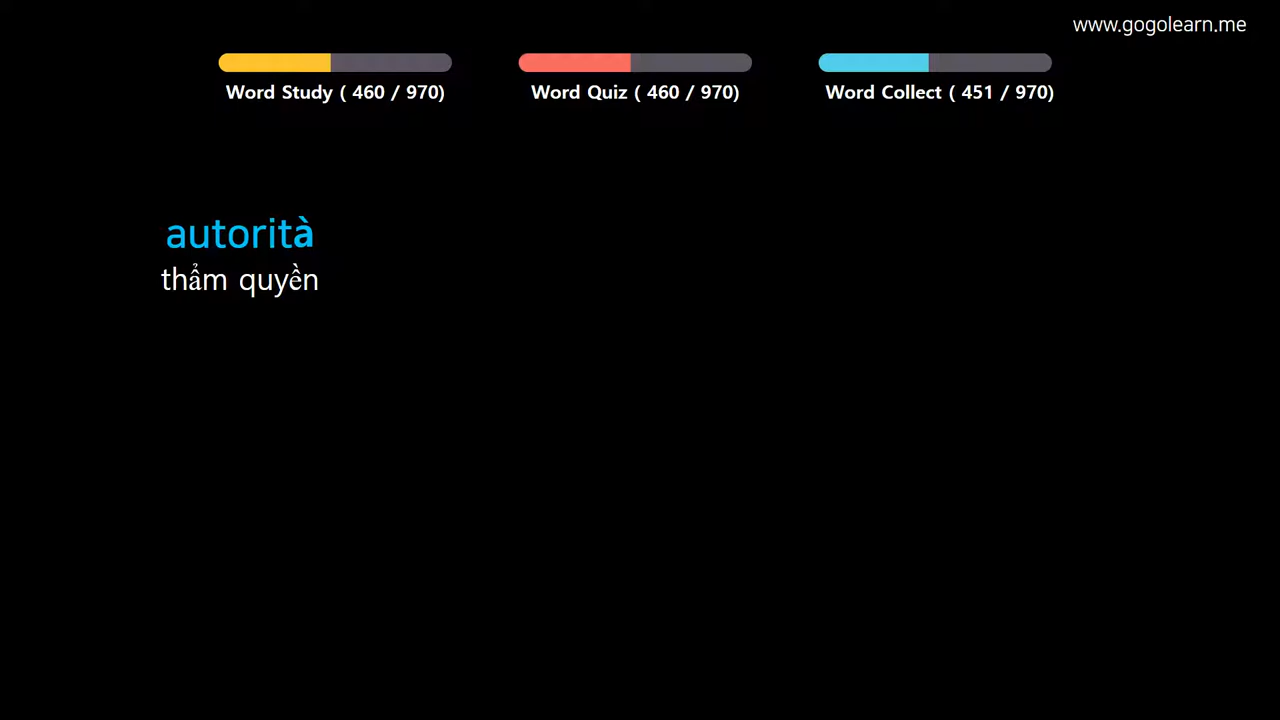 www.gogolearn.me
Word Study ( 460 / 970)
Word Quiz ( 460 / 970)
Word Collect ( 451 / 970)
autorità
thẩm quyền